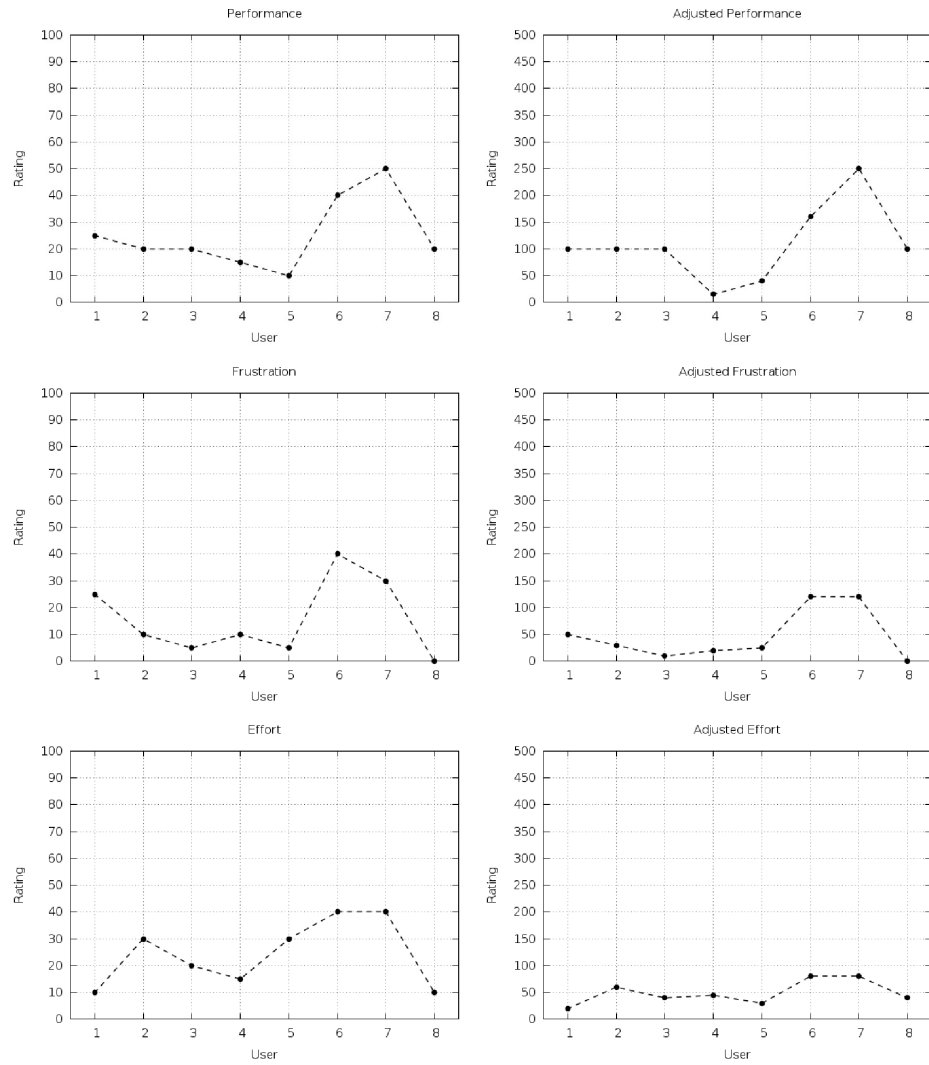 Performance
100
90
80
70
60
50
40
30
20
10
0
Rating
1 2 3 4 5 6 7 8
User
Adjusted Performance
500
450
400
350
300
250
200
150
100
50
0
Rating
1 2 3 4 5 6 7 8
User
Frustration
100
90
80
70
60
50
40
30
20
10
0
Rating
1 2 3 4 5 6 7 8
User
Adjusted Frustration
500
450
400
350
300
250
200
150
100
50
0
Rating
1 2 3 4 5 6 7 8
User
Effort
100
90
80
70
60
50
40
30
20
10
0
Rating
1 2 3 4 5 6 7 8
User
Adjusted Effort
500
450
400
350
300
250
200
150
100
50
0
Rating
1 2 3 4 5 6 7 8
User